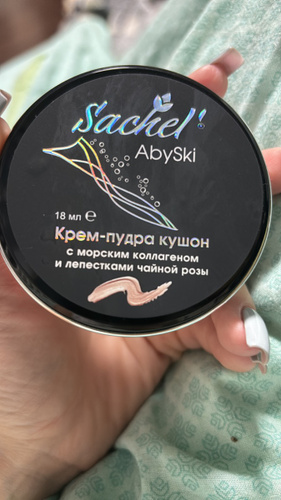 Sachel'
AbySki
18 мл ℮
Крем-пудра кушон
с морским коллагеном
и лепестками чайной розы